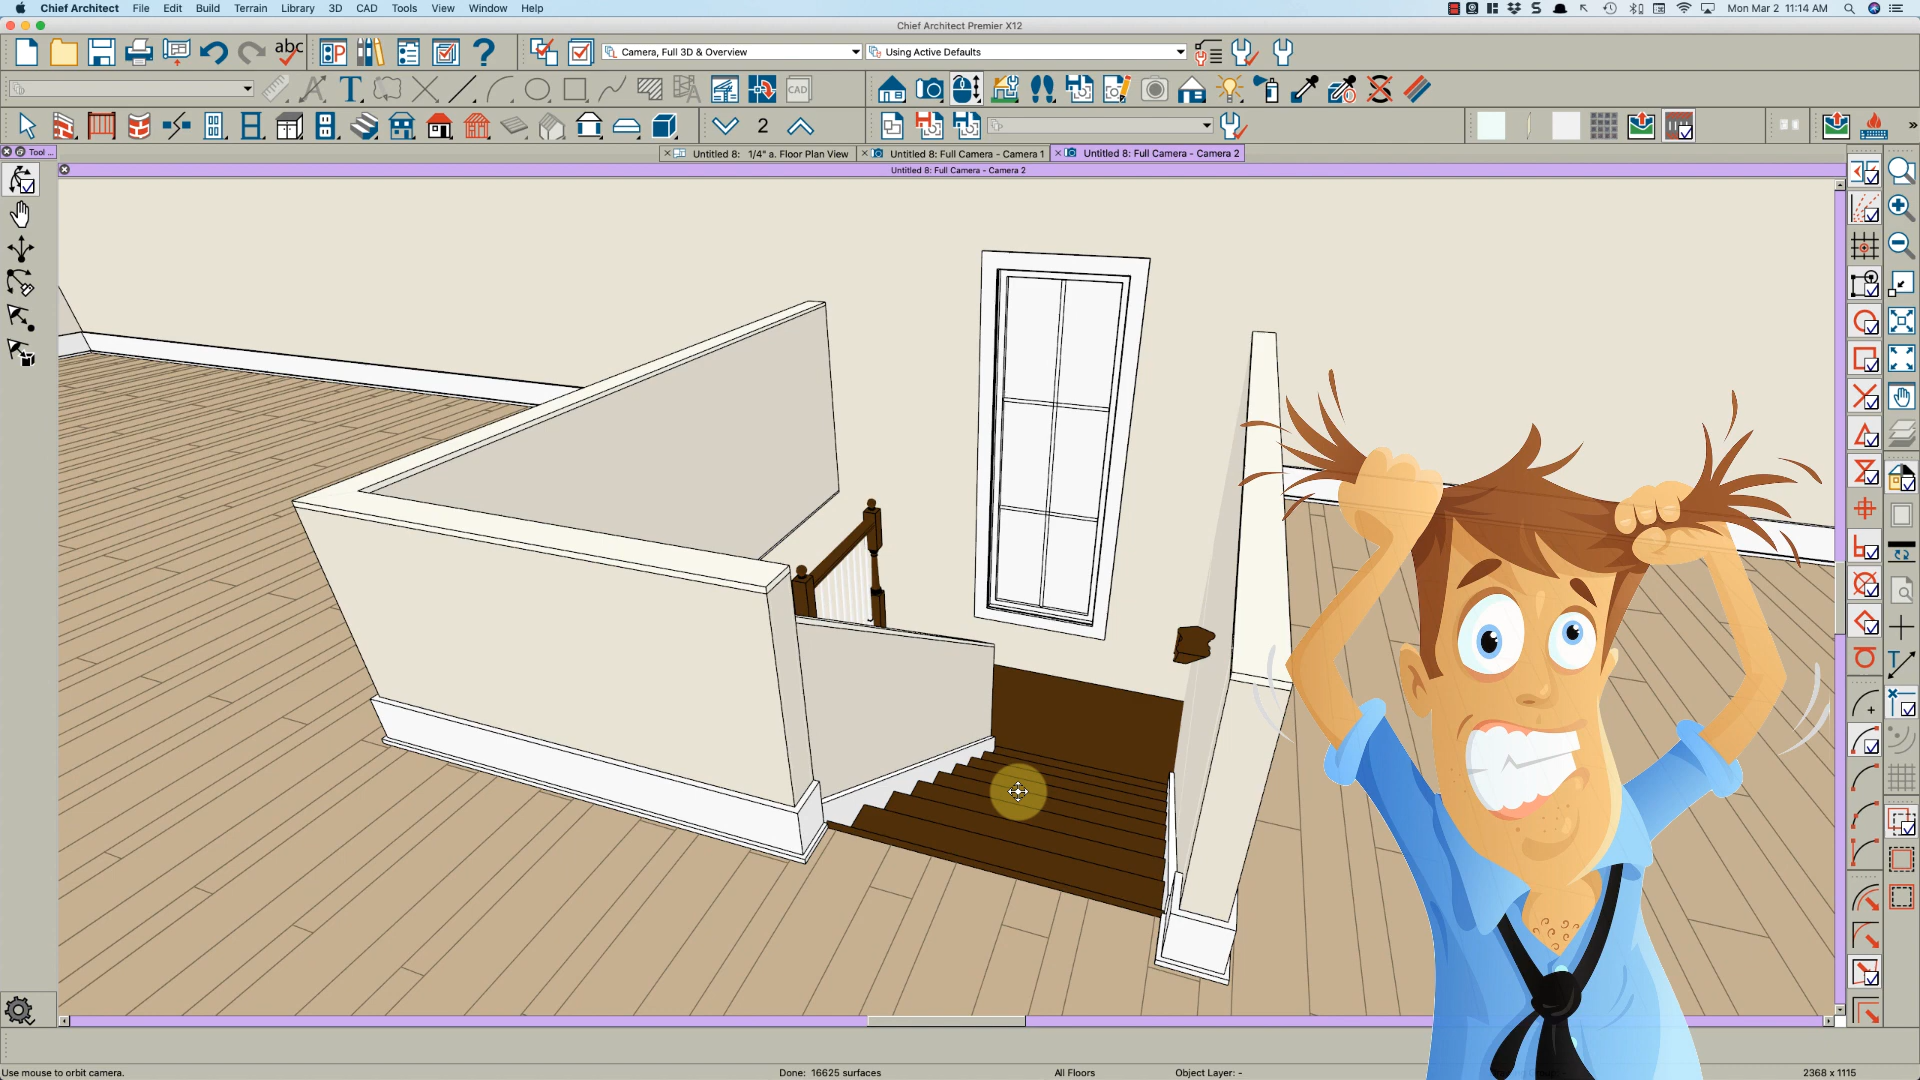 Chief Architect File Edit Build Terrain Library 3D CAD Tools View Window Help Mon Mar 2 11:14 AM
Chief Architect Premier X12
abc Camera, Full 3D & Overview Using Active Defaults
T CAD
2
Tool ... Untitled 8: 1/4" a. Floor Plan View Untitled 8: Full Camera - Camera 1 Untitled 8: Full Camera - Camera 2
Untitled 8: Full Camera - Camera 2
Use mouse to orbit camera. Done: 16625 surfaces All Floors Object Layer: - 2368 x 1115